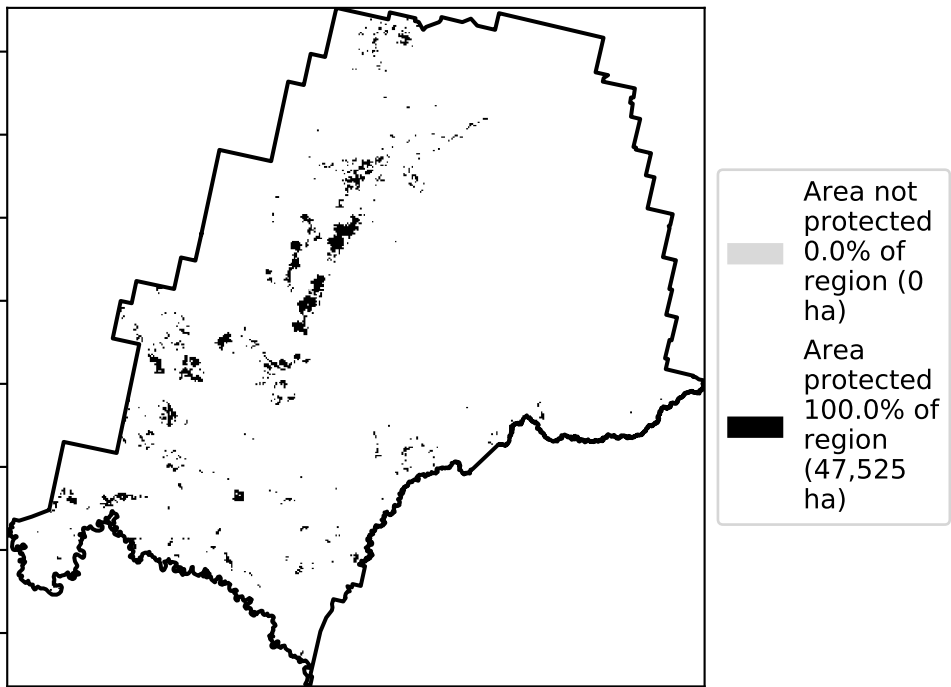 Area not
protected
0.0% of
region (0
ha)
Area
protected
100.0% of
region
(47,525
ha)